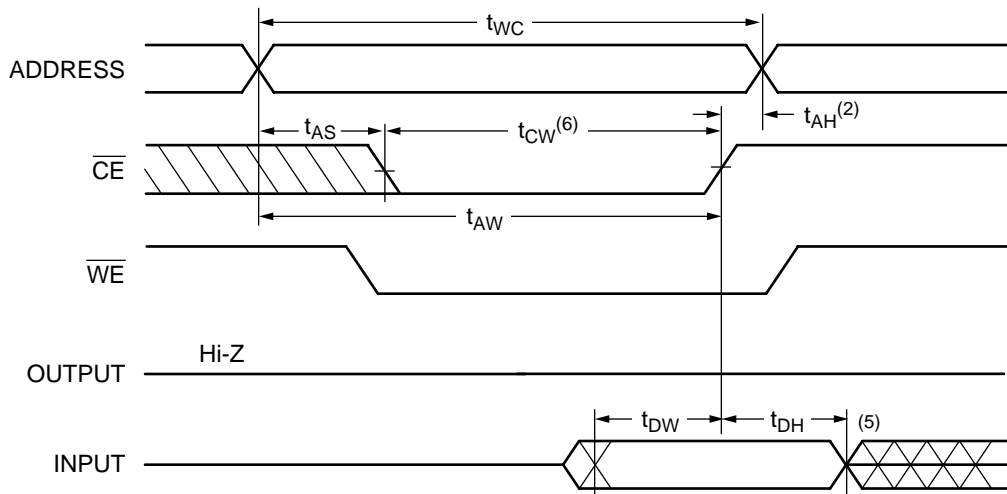 tWC
ADDRESS
tAH(2)
tAS
tCW(6)
CE
tAW
WE
Hi-Z
OUTPUT
tDW
tDH
(5)
INPUT